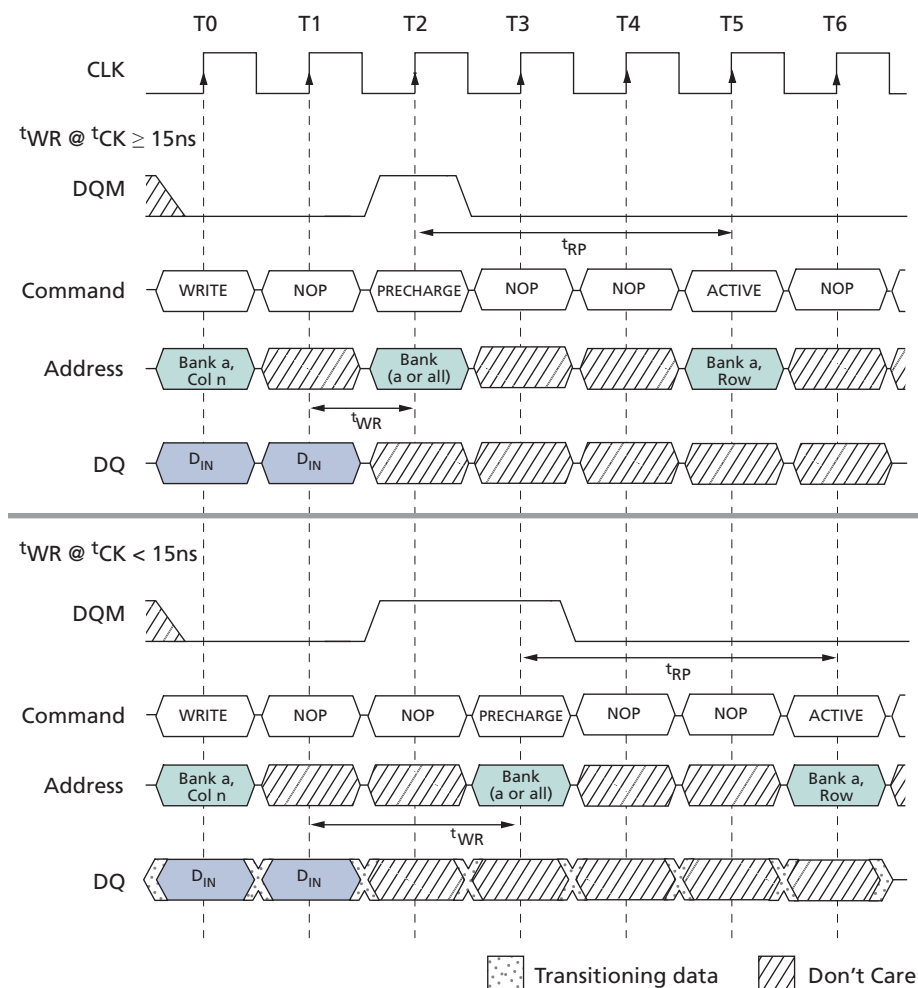 T0 T1 T2 T3 T4 T5 T6
CLK
tWR @ tCK ≥ 15ns
DQM
tRP
Command WRITE NOP PRECHARGE NOP NOP ACTIVE NOP
Address Bank a, Col n Bank (a or all) Bank a, Row
tWR
DQ DIN DIN
tWR @ tCK < 15ns
DQM
tRP
Command WRITE NOP NOP PRECHARGE NOP NOP ACTIVE
Address Bank a, Col n Bank (a or all) Bank a, Row
tWR
DQ DIN DIN
Transitioning data Don't Care